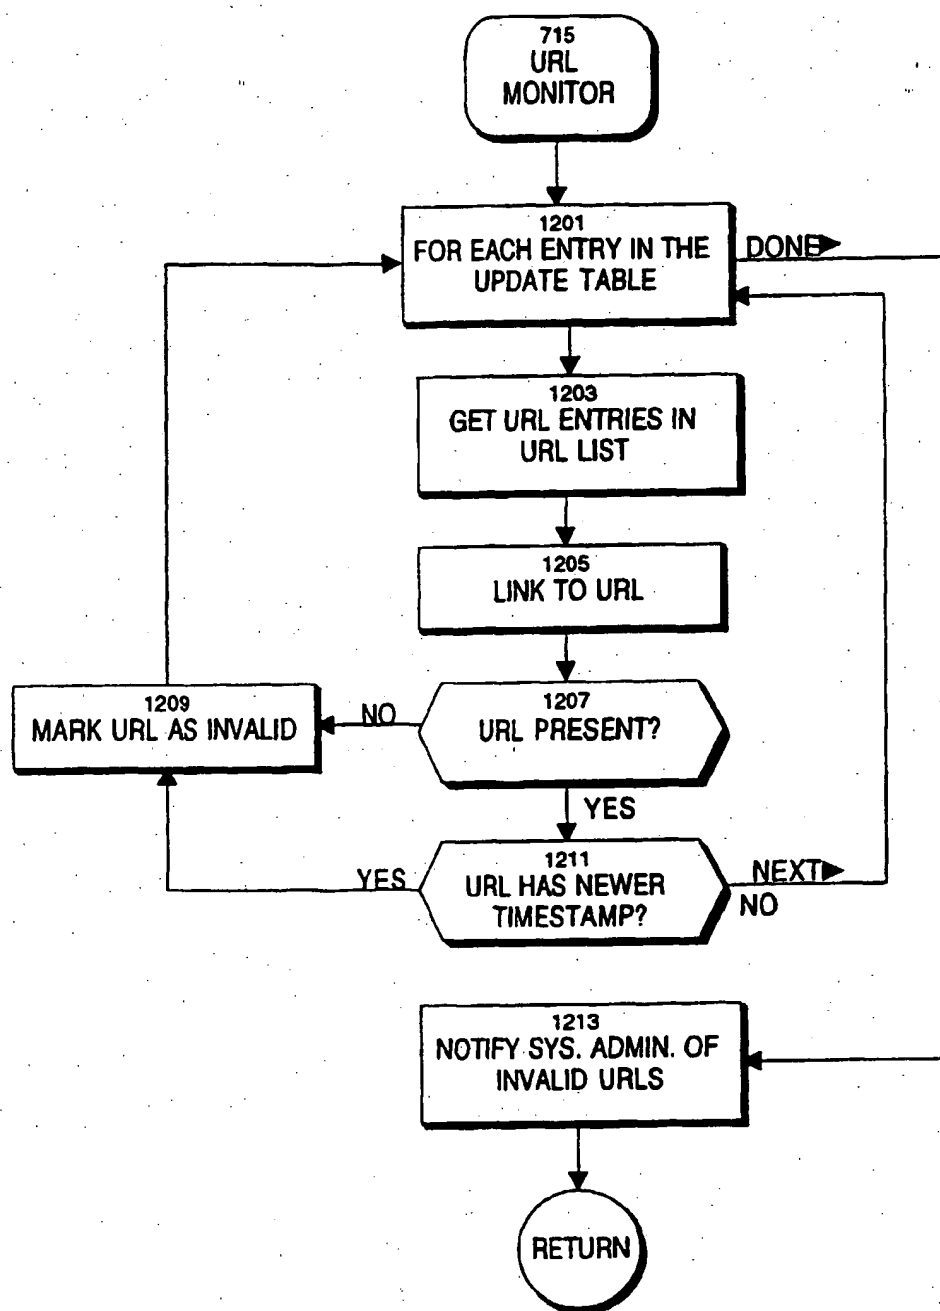 715
URL
MONITOR
1201
FOR EACH ENTRY IN THE
UPDATE TABLE
DONE
1203
GET URL ENTRIES IN
URL LIST
1205
LINK TO URL
1207
URL PRESENT?
NO
1209
MARK URL AS INVALID
YES
1211
URL HAS NEWER
TIMESTAMP?
YES
NEXT
NO
1213
NOTIFY SYS. ADMIN. OF
INVALID URLS
RETURN